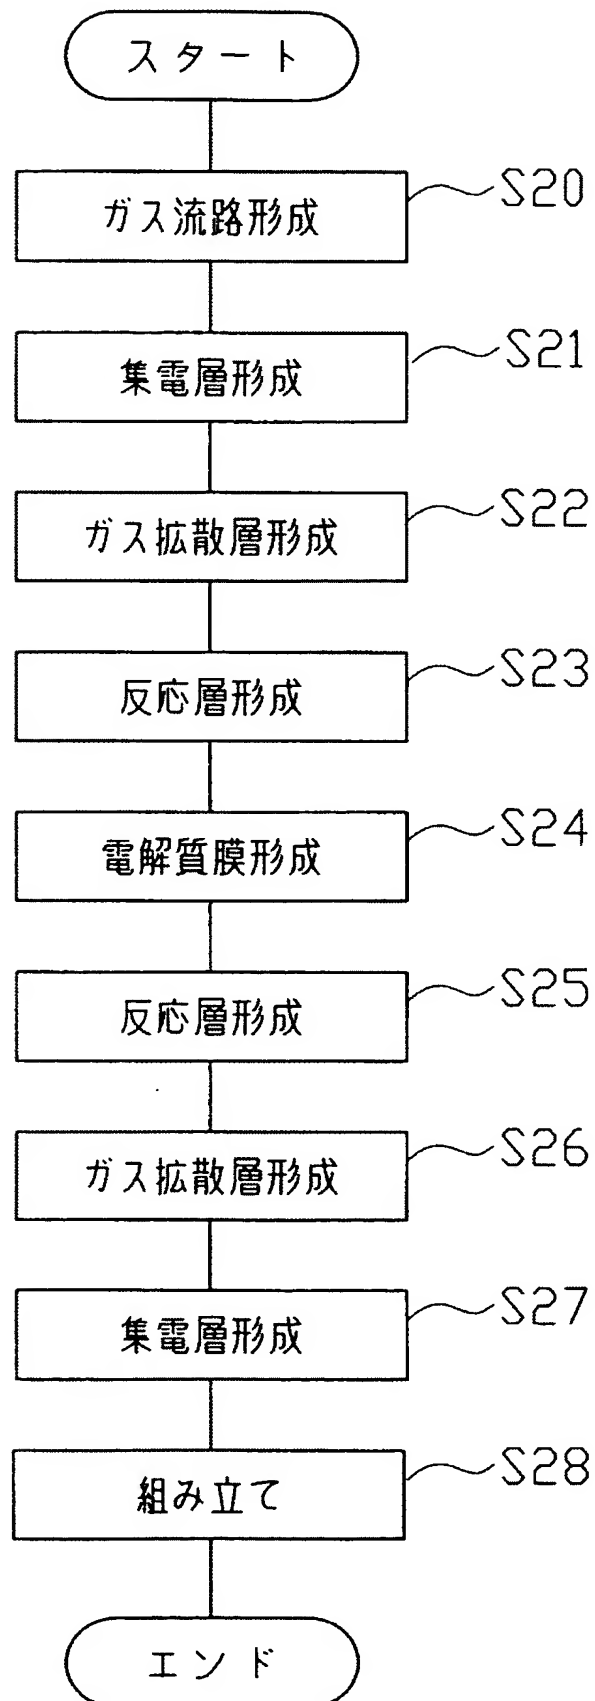 スタート
ガス流路形成 S20
集電層形成 S21
ガス拡散層形成 S22
反応層形成 S23
電解質膜形成 S24
反応層形成 S25
ガス拡散層形成 S26
集電層形成 S27
組み立て S28
エンド